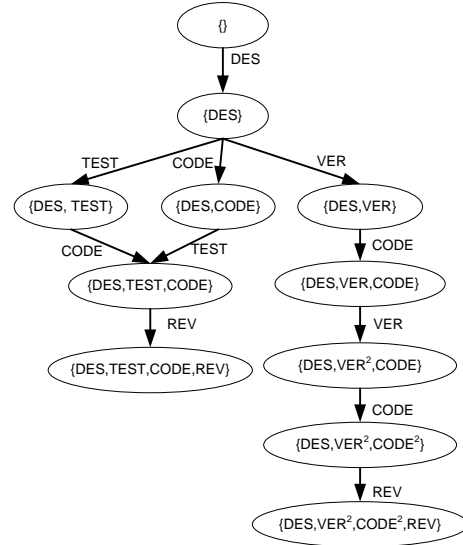 {}
DES
{DES}
TEST
CODE
VER
{DES, TEST}
{DES,CODE}
{DES,VER}
CODE
TEST
CODE
{DES,TEST,CODE}
{DES,VER,CODE}
REV
VER
{DES,TEST,CODE,REV}
{DES,VER²,CODE}
CODE
{DES,VER²,CODE²}
REV
{DES,VER²,CODE²,REV}